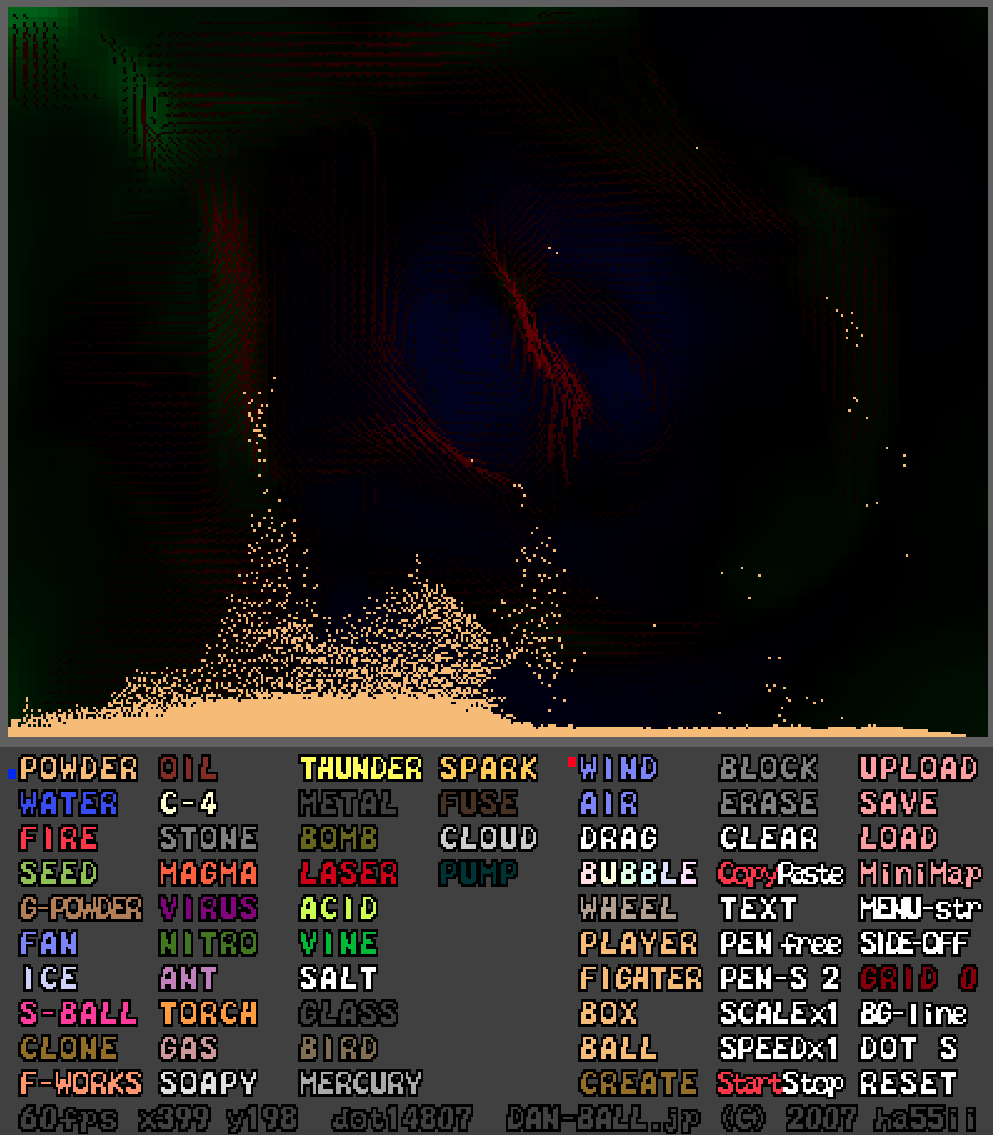 POWDER OIL THUNDER SPARK WIND BLOCK UPLOAD
WATER C-4 METAL FUSE AIR ERASE SAVE
FIRE STONE BOMB CLOUD DRAG CLEAR LOAD
SEED MAGMA LASER PUMP BUBBLE CopyPaste MiniMap
G-POWDER VIRUS ACID WHEEL TEXT MENU-str
FAN NITRO VINE PLAYER PEN-free SIDE-OFF
ICE ANT SALT FIGHTER PEN-S 2 GRID 0
S-BALL TORCH GLASS BOX SCALEx1 BG-line
CLONE GAS BIRD BALL SPEEDx1 DOT S
F-WORKS SOAPY MERCURY CREATE StartStop RESET
60fps x399 y198 dot14807 DAN-BALL.jp (C) 2007 ha55ii